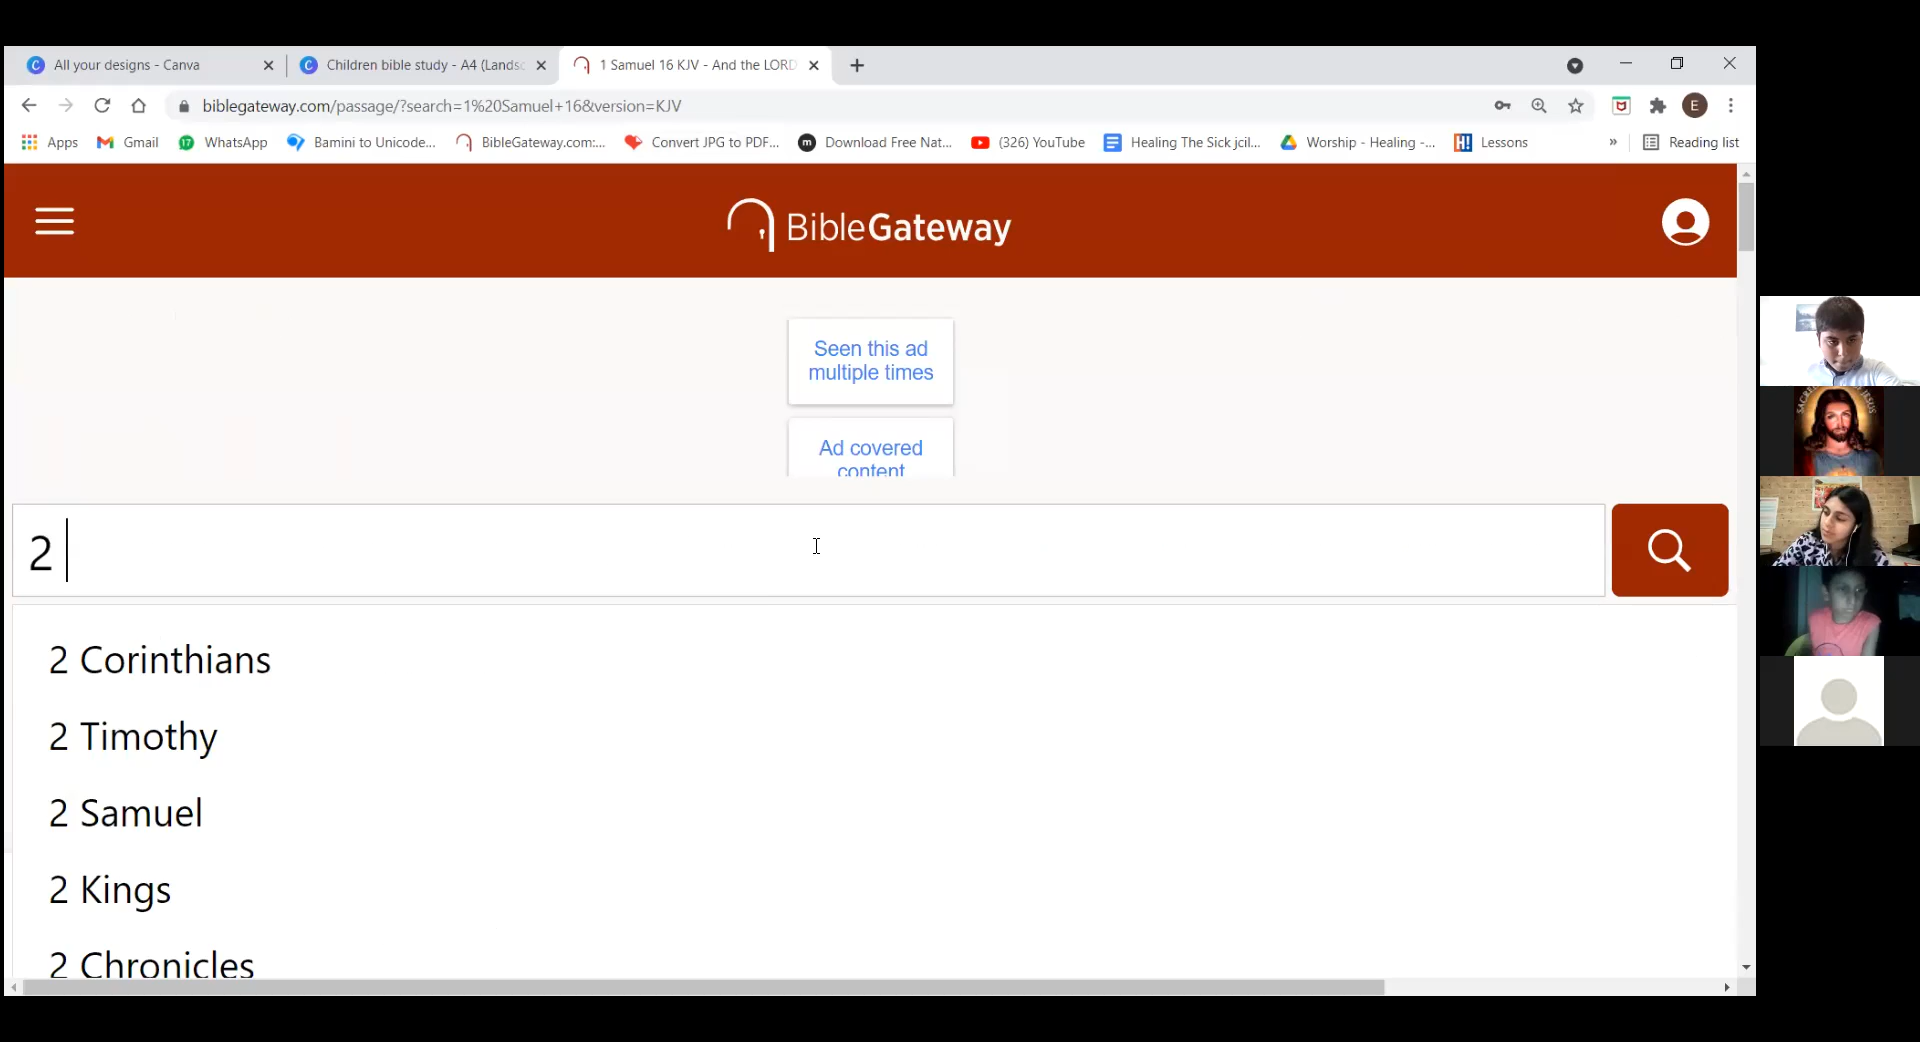 All your designs - Canva
Children bible study - A4 (Landsc
1 Samuel 16 KJV - And the LORD
biblegateway.com/passage/?search=1%20Samuel+16&version=KJV
E
Apps
Gmail
17
WhatsApp
Bamini to Unicode...
BibleGateway.com:...
Convert JPG to PDF...
m
Download Free Nat...
(326) YouTube
Healing The Sick jcil...
Worship - Healing -...
H!
Lessons
»
Reading list
BibleGateway
Seen this ad
multiple times
Ad covered
content
2
2 Corinthians
2 Timothy
2 Samuel
2 Kings
2 Chronicles